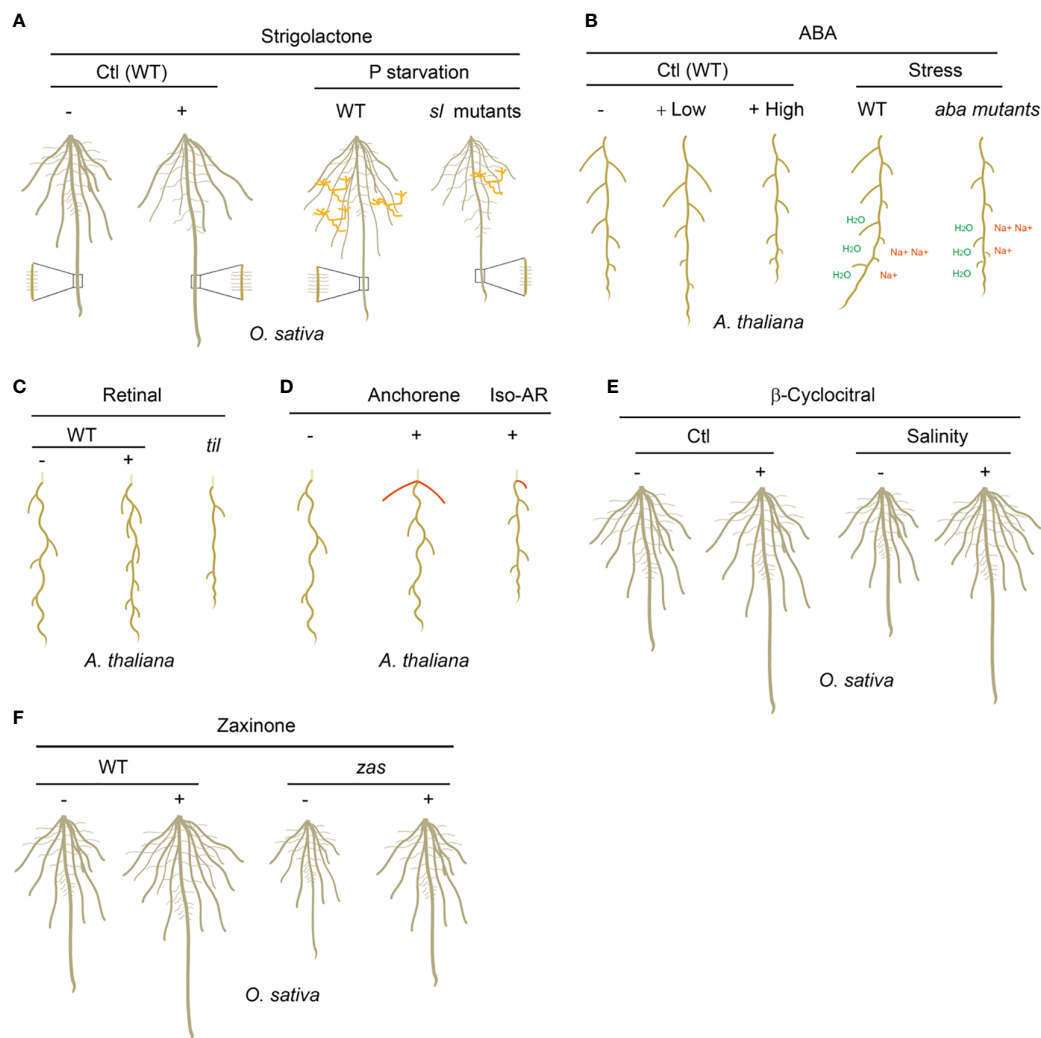 A
Strigolactone
Ctl (WT)
P starvation
-
+
WT
sl mutants
O. sativa
B
ABA
Ctl (WT)
Stress
-
+ Low
+ High
WT
aba mutants
H2O
H2O
H2O
Na+ Na+
Na+
H2O
H2O
H2O
Na+ Na+
Na+
A. thaliana
C
Retinal
WT
til
-
+
A. thaliana
D
Anchorene
Iso-AR
-
+
+
A. thaliana
E
β-Cyclocitral
Ctl
Salinity
-
+
-
+
O. sativa
F
Zaxinone
WT
zas
-
+
-
+
O. sativa